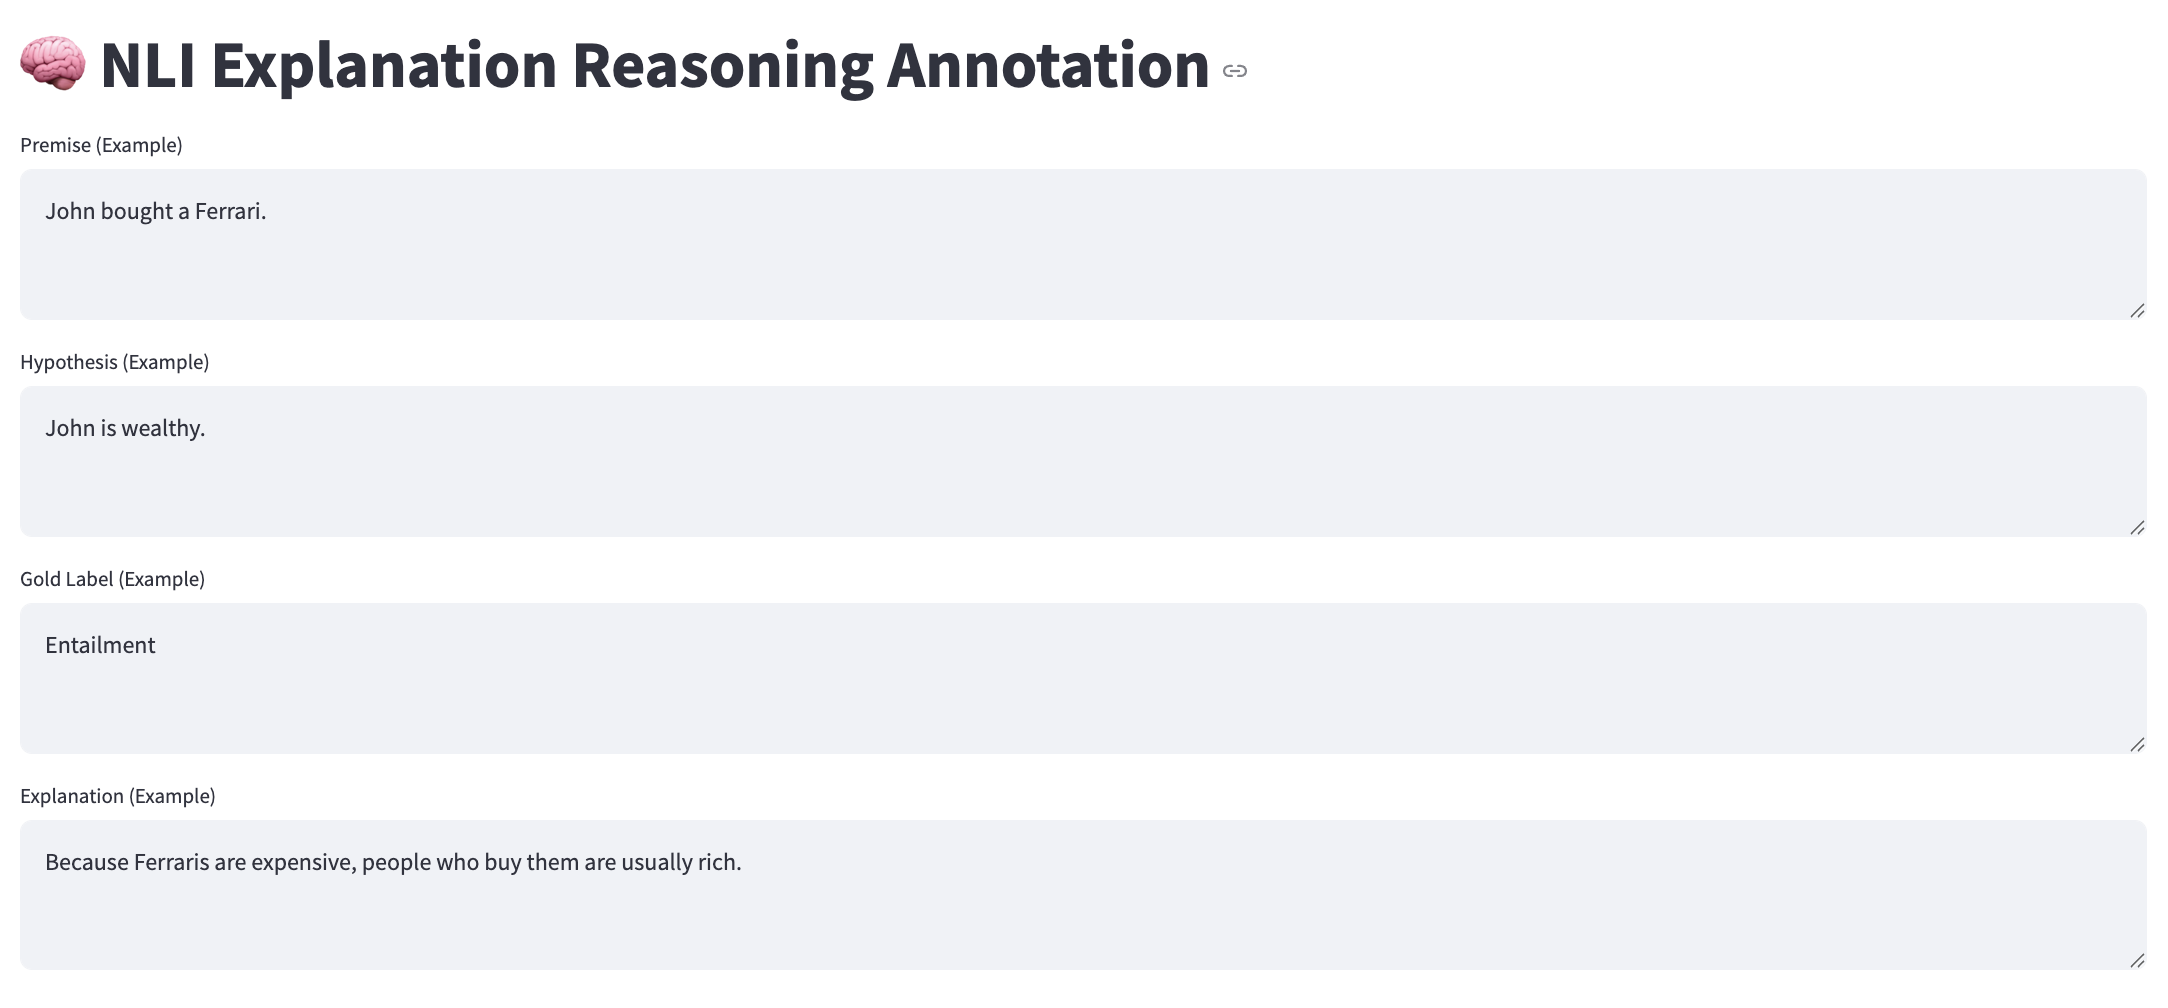 NLI Explanation Reasoning Annotation
Premise (Example)
John bought a Ferrari.
Hypothesis (Example)
John is wealthy.
Gold Label (Example)
Entailment
Explanation (Example)
Because Ferraris are expensive, people who buy them are usually rich.